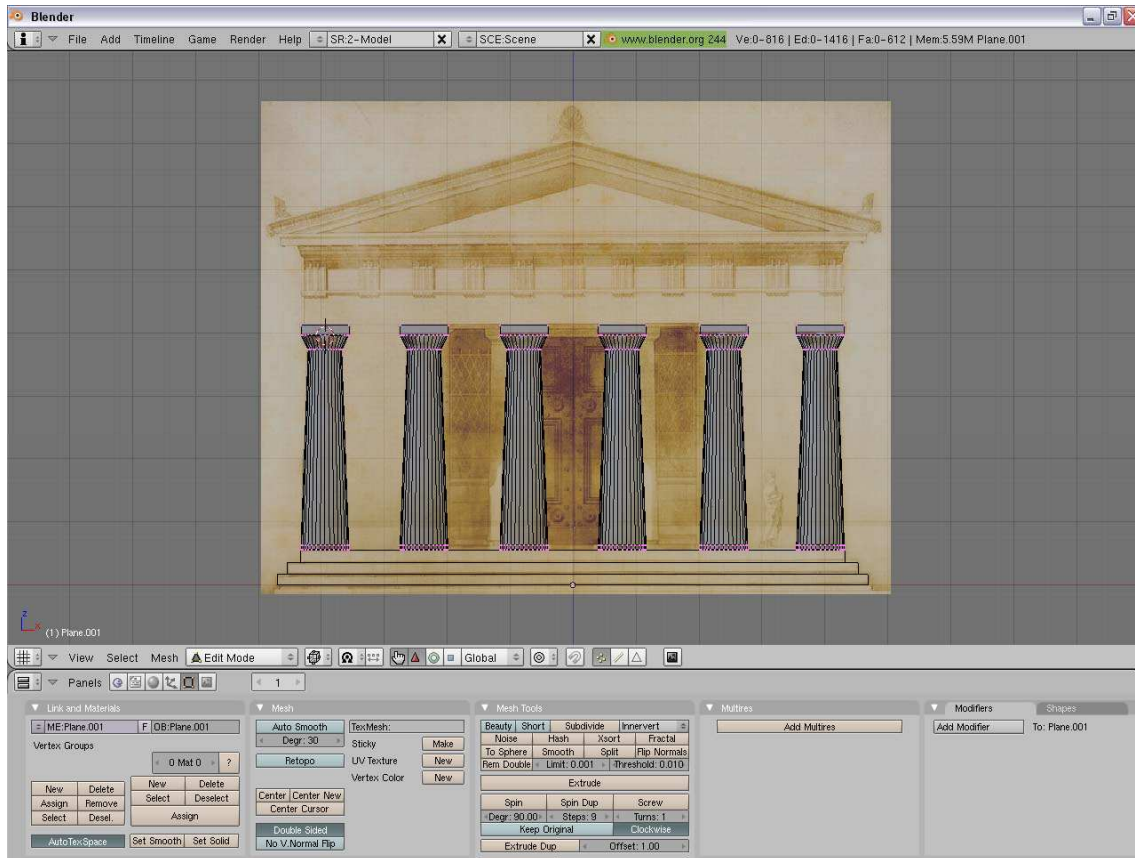 Blender
File Add Timeline Game Render Help SR:2-Model X SCE:Scene X www.blender.org 244 Ve:0-816 | Ed:0-1416 | Fa:0-612 | Mem:5.59M Plane.001
z
x
(1) Plane.001
View Select Mesh Edit Mode Global
Panels 1
Link and Materials
ME:Plane.001 F OB:Plane.001
Vertex Groups
0 Mat 0 ?
New Delete New Delete
Assign Remove Select Deselect
Select Desel. Assign
AutoTexSpace Set Smooth Set Solid
Mesh
Auto Smooth TexMesh:
Degr: 30 Sticky Make
Retopo UV Texture New
Vertex Color New
Center Center New
Center Cursor
Double Sided
No V.Normal Flip
Mesh Tools
Beauty Short Subdivide Innervert
Noise Hash Xsort Fractal
To Sphere Smooth Split Flip Normals
Rem Double Limit: 0.001 Threshold: 0.010
Extrude
Spin Spin Dup Screw
Degr: 90.00 Steps: 9 Turns: 1
Keep Original Clockwise
Extrude Dup Offset: 1.00
Multires
Add Multires
Modifiers Shapes
Add Modifier To: Plane.001